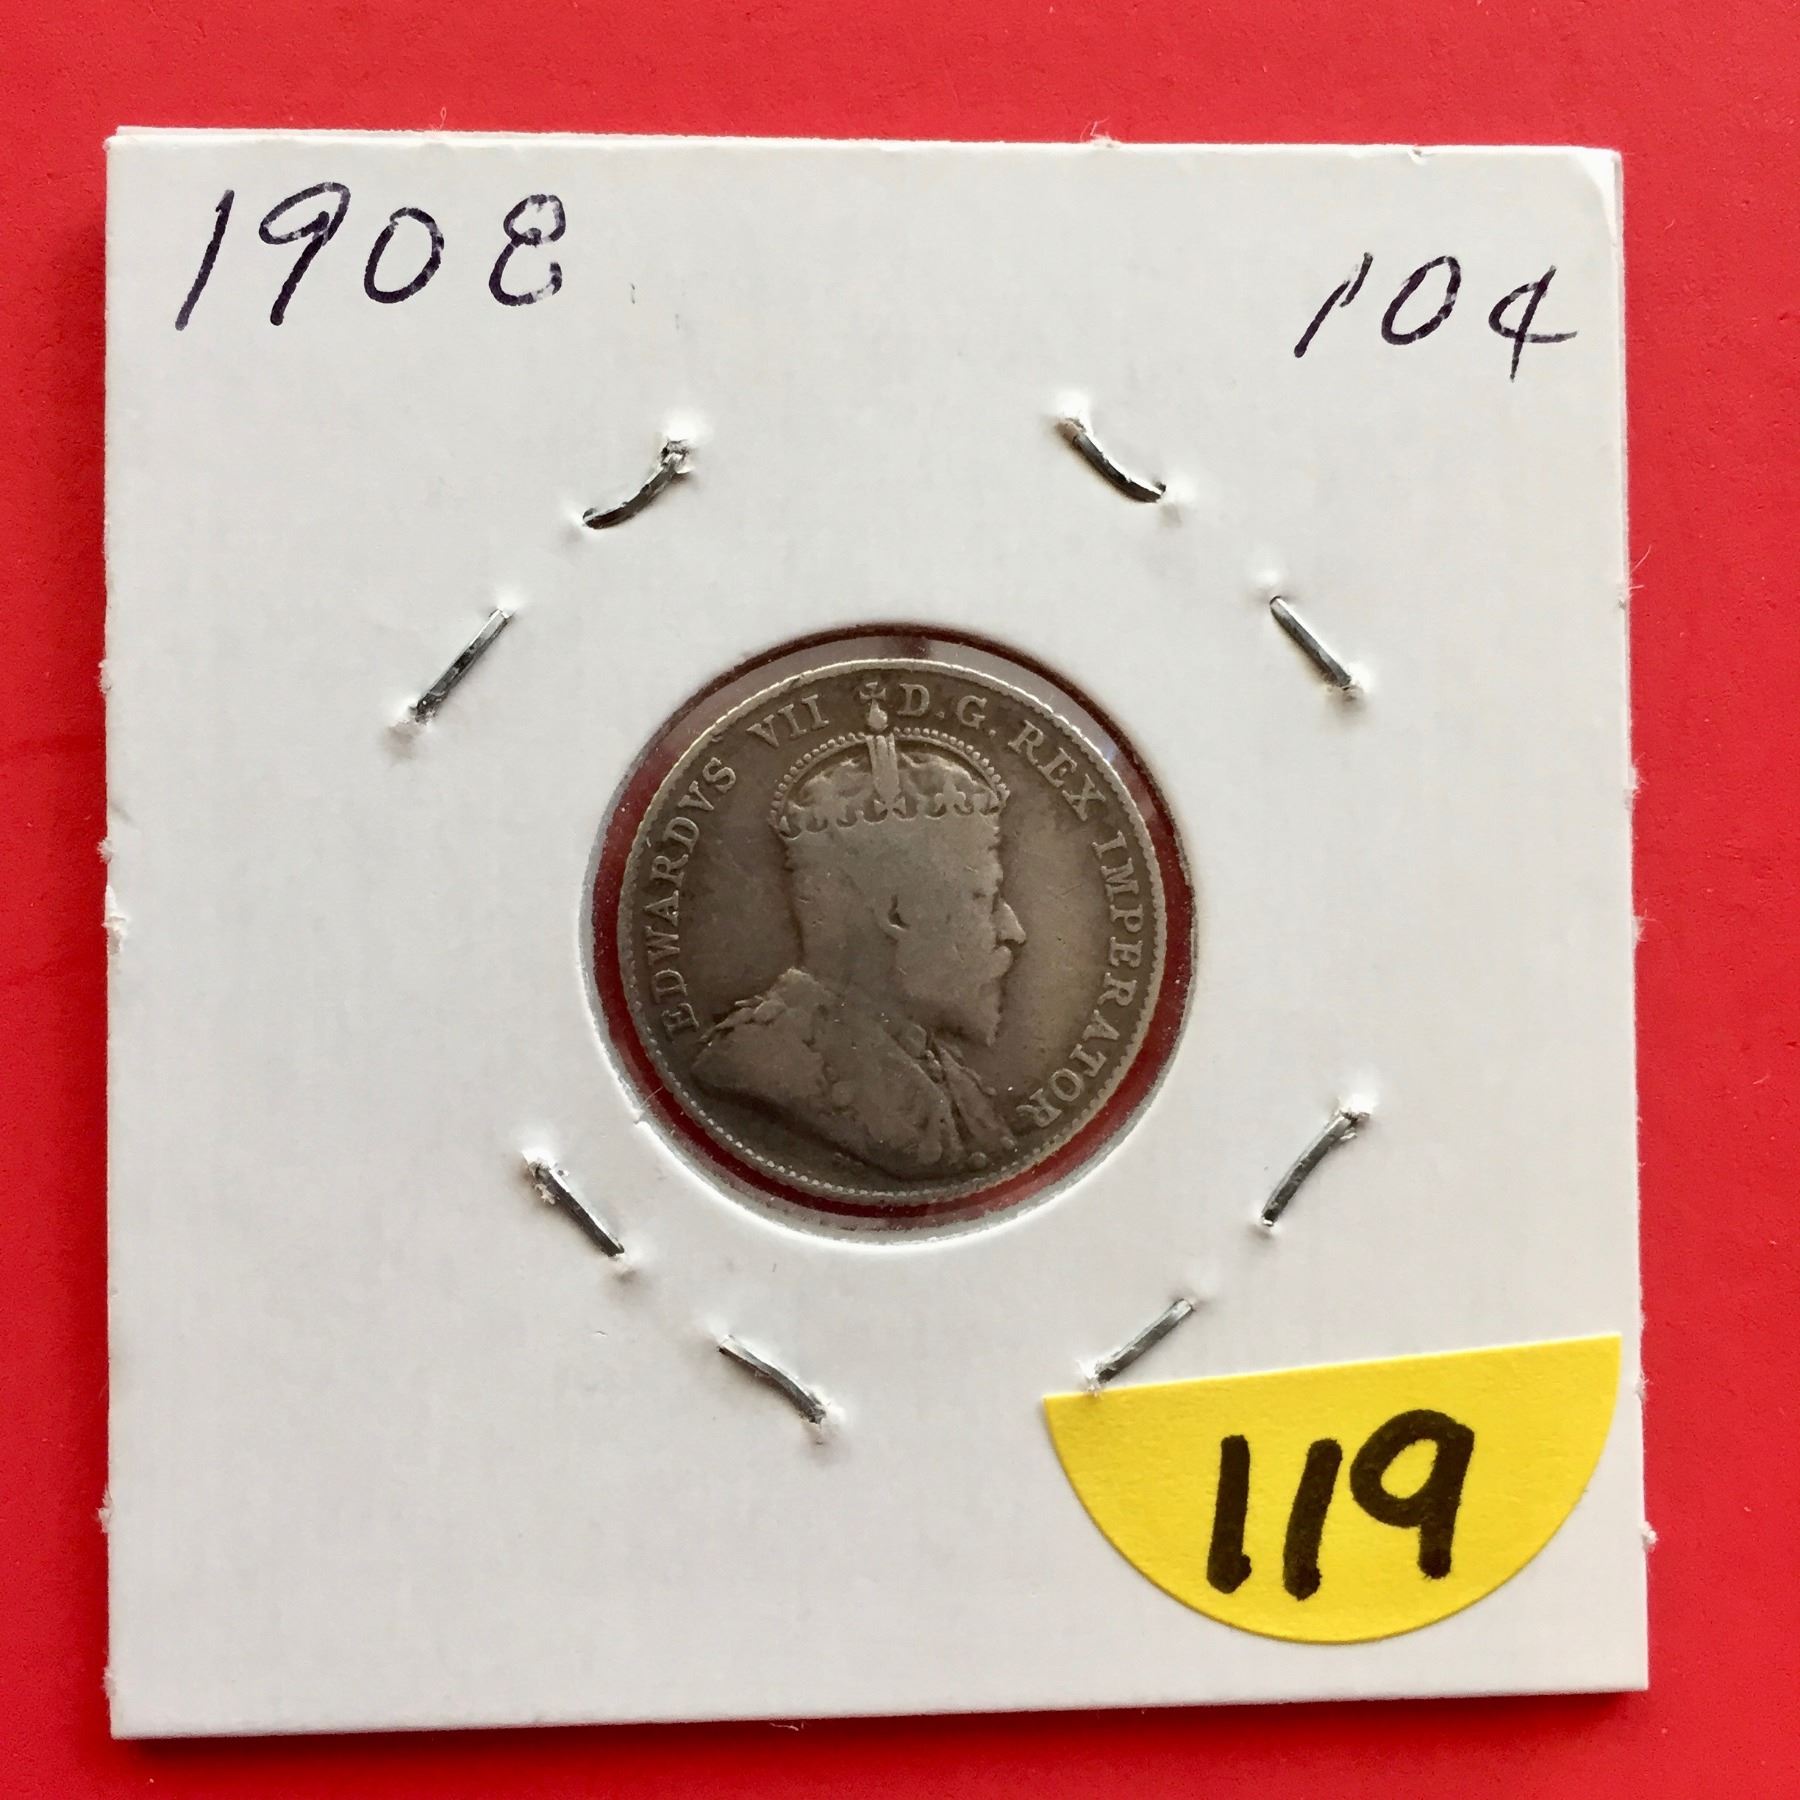 1908
10¢
EDWARDVS VII ✠ D.G. REX IMPERATOR
119